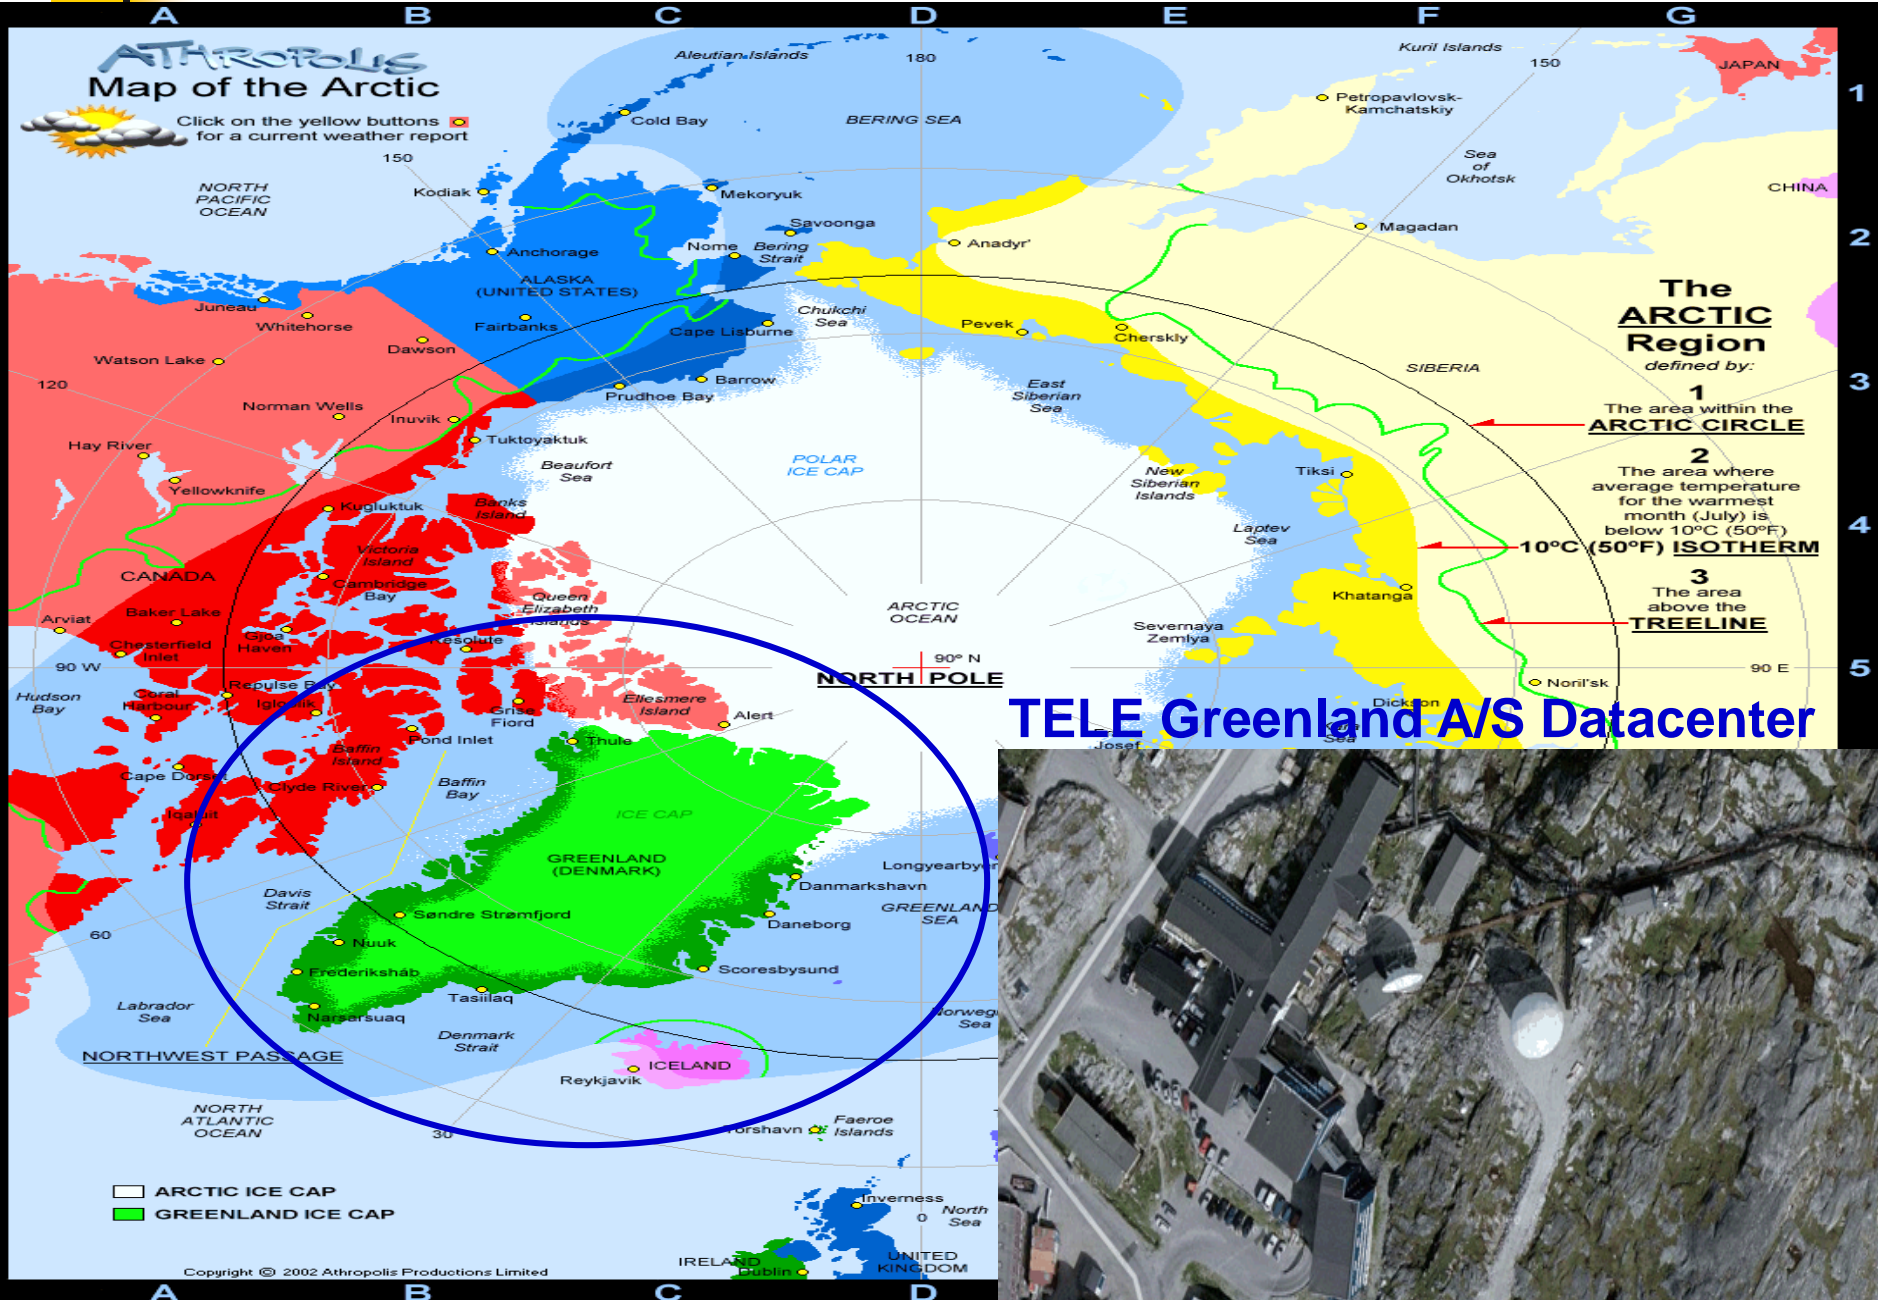 A B C D E F G
ATHROPOLIS
Map of the Arctic
Click on the yellow buttons
for a current weather report
Aleutian Islands
180
Kuril Islands
150
JAPAN
1
Cold Bay
BERING SEA
Petropavlovsk-
Kamchatskiy
150
NORTH
PACIFIC
OCEAN
Kodiak
Mekoryuk
Sea
of
Okhotsk
CHINA
Savoonga
Magadan
2
Anchorage
Nome
Bering
Strait
Anadyr'
ALASKA
(UNITED STATES)
Juneau
Whitehorse
Fairbanks
Cape Lisburne
Chukchi
Sea
Pevek
Cherskly
The
ARCTIC
Region
defined by:
Dawson
Watson Lake
120
Barrow
Prudhoe Bay
East
Siberian
Sea
SIBERIA
3
1
The area within the
ARCTIC CIRCLE
Norman Wells
Inuvik
Tuktoyaktuk
Hay River
Beaufort
Sea
POLAR
ICE CAP
New
Siberian
Islands
Tiksi
2
The area where
average temperature
for the warmest
month (July) is
below 10ºC (50ºF)
10ºC (50ºF) ISOTHERM
Yellowknife
Kugluktuk
Banks
Island
Laptev
Sea
4
Victoria
Island
CANADA
Cambridge
Bay
Queen
Elizabeth
Islands
ARCTIC
OCEAN
Khatanga
3
The area
above the
TREELINE
Arviat
Baker Lake
Chesterfield
Inlet
Gjoa
Haven
Resolute
Severnaya
Zemlya
90 W
90º N
NORTH POLE
90 E
5
Hudson
Bay
Coral
Harbour
Repulse Bay
Igloolik
Grise
Fiord
Ellesmere
Island
Alert
Noril'sk
Dickson
TELE Greenland A/S Datacenter
Sea
Josef
Pond Inlet
Thule
Baffin
Island
Cape Dorset
Clyde River
Baffin
Bay
Iqaluit
ICE CAP
GREENLAND
(DENMARK)
Longyearbye
Danmarkshavn
Davis
Strait
Søndre Strømfjord
GREENLAND
SEA
Daneborg
60
Nuuk
Frederikshåb
Scoresbysund
Tasiilaq
Labrador
Sea
Narsarsuaq
Denmark
Strait
Norweg
Sea
NORTHWEST PASSAGE
ICELAND
Reykjavik
NORTH
ATLANTIC
OCEAN
30
Torshavn
Faeroe
Islands
ARCTIC ICE CAP
GREENLAND ICE CAP
Inverness
0
North
Sea
IRELAND
Dublin
UNITED
KINGDOM
Copyright © 2002 Athropolis Productions Limited
A B C D